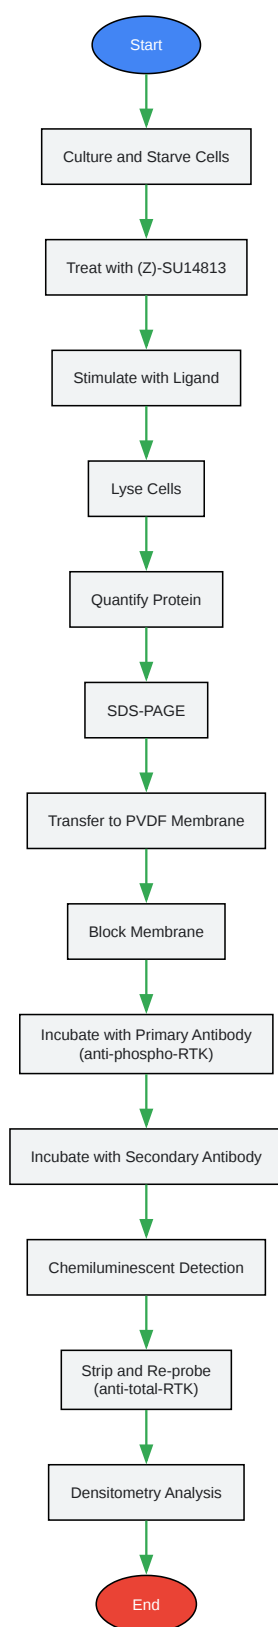 Start
Culture and Starve Cells
Treat with (Z)-SU14813
Stimulate with Ligand
Lyse Cells
Quantify Protein
SDS-PAGE
Transfer to PVDF Membrane
Block Membrane
Incubate with Primary Antibody
(anti-phospho-RTK)
Incubate with Secondary Antibody
Chemiluminescent Detection
Strip and Re-probe
(anti-total-RTK)
Densitometry Analysis
End